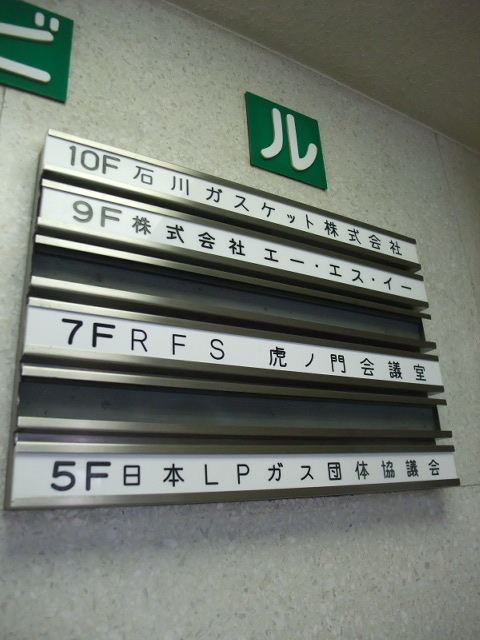 ビ ル
10F 石川ガスケット株式会社
9F 株式会社 エー・エス・イー
7F RFS 虎ノ門会議室
5F 日本LPガス団体協議会